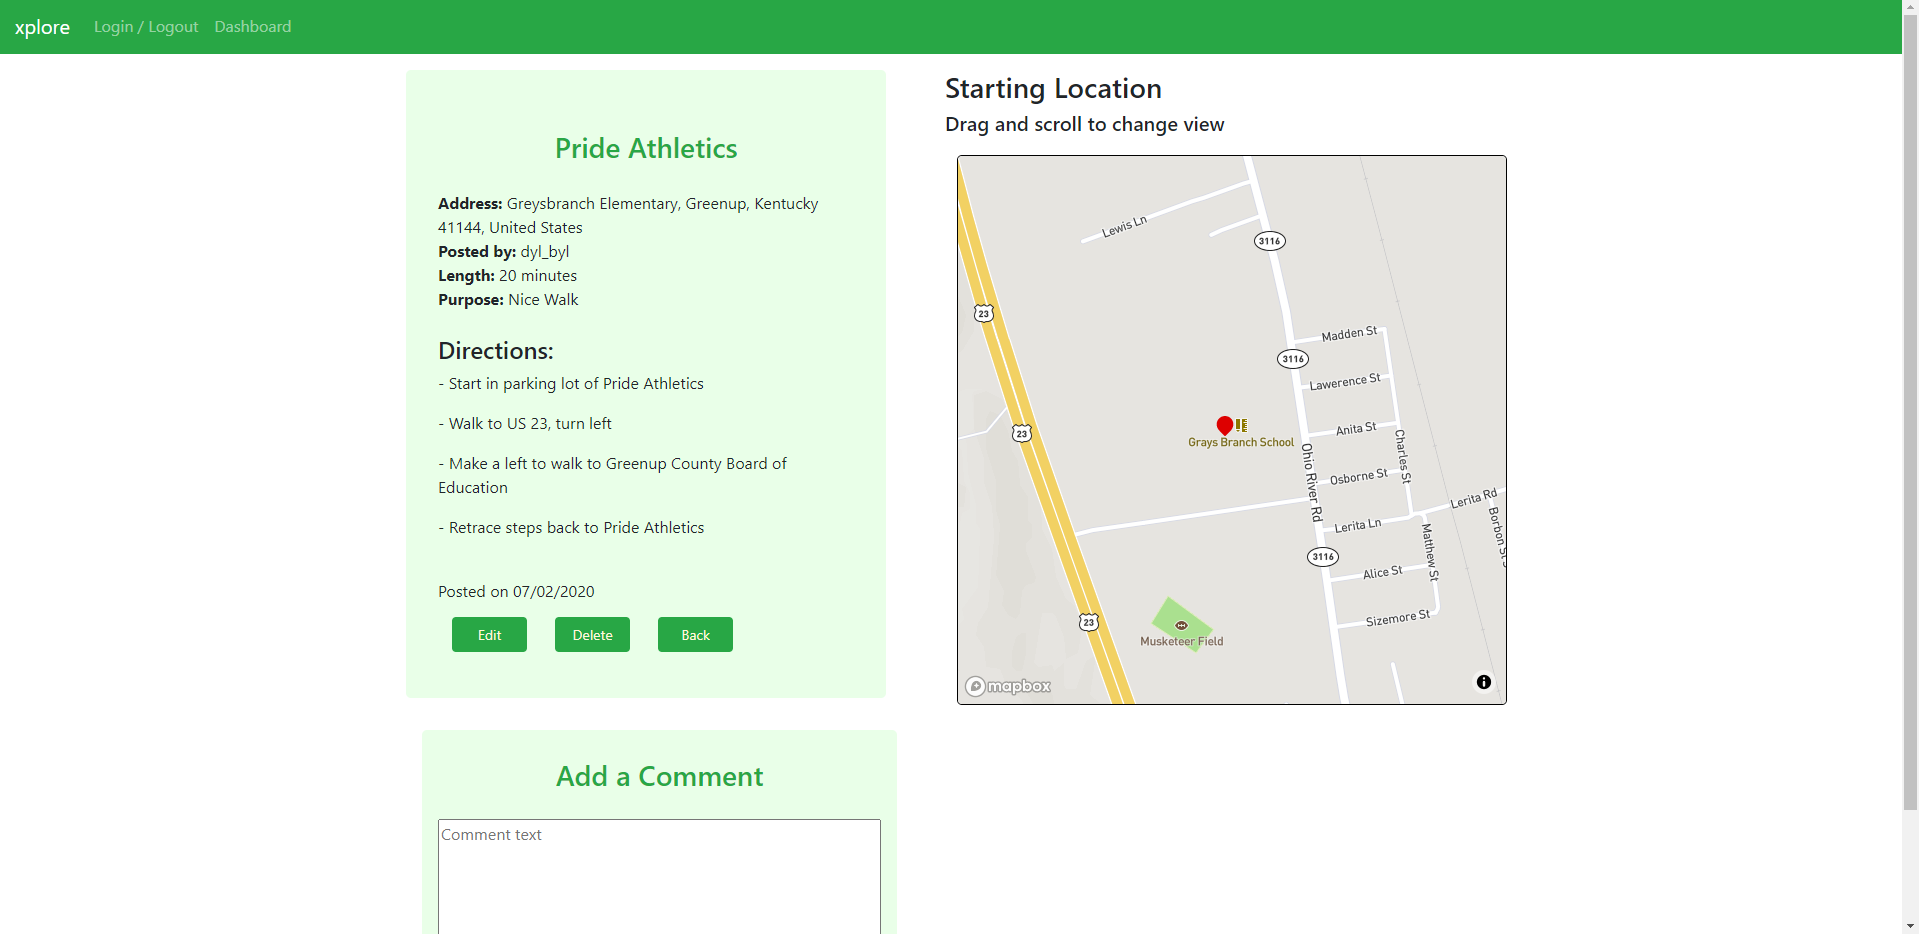 xplore Login / Logout Dashboard
Pride Athletics
Address: Greysbranch Elementary, Greenup, Kentucky
41144, United States
Posted by: dyl_byl
Length: 20 minutes
Purpose: Nice Walk
Directions:
- Start in parking lot of Pride Athletics
- Walk to US 23, turn left
- Make a left to walk to Greenup County Board of
Education
- Retrace steps back to Pride Athletics
Posted on 07/02/2020
Edit Delete Back
Add a Comment
Comment text
Starting Location
Drag and scroll to change view
Lewis Ln
3116
23
Madden St
3116
Lawerence St
Anita St
23
Grays Branch School
Charles St
Ohio River Rd
Osborne St
Lerita Rd
Borbon St
Lerita Ln
Matthew St
3116
Alice St
Sizemore St
23
Musketeer Field
mapbox